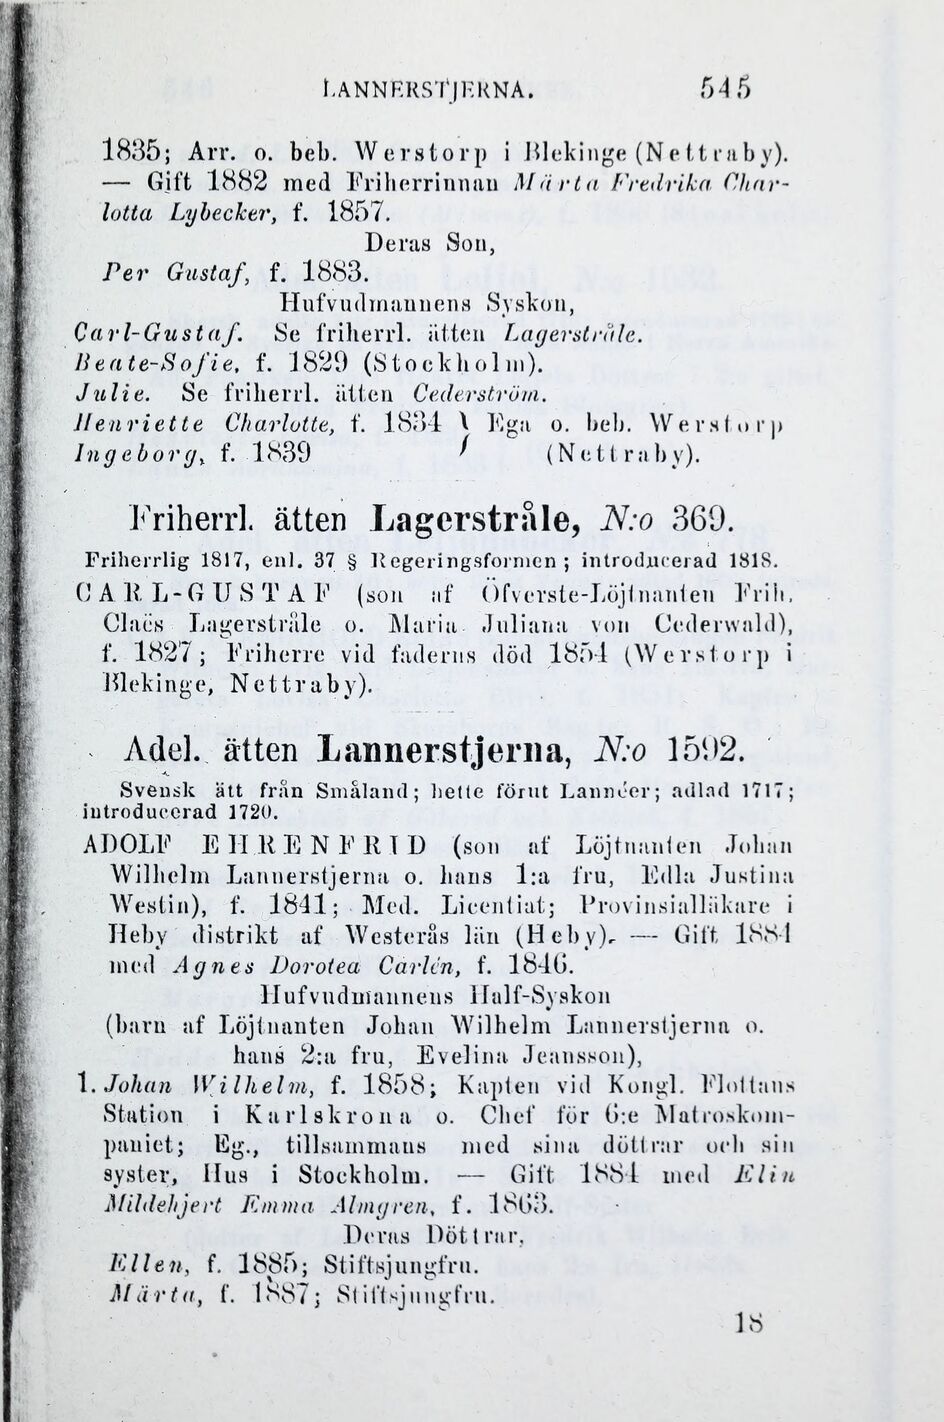 LANNERSTJERNA. 545
1835; Arr. o. beb. Werstorp i Blekinge (Nettraby).
— Gift 1882 med Friherrinnan Märta Fredrika Char-
lotta Lybecker, f. 1857.
Deras Son,
Per Gustaf, f. 1883.
Hufvudmannens Syskon,
Carl-Gustaf. Se friherrl. ätten Lagerstråle.
Beate-Sofie, f. 1829 (Stockholm).
Julie. Se friherrl. ätten Cederström.
Henriette Charlotte, f. 1834 } Ega o. beb. Werstorp
Ingeborg, f. 1839 (Nettraby).
Friherrl. ätten Lagerstråle, N:o 369.
Friherrlig 1817, enl. 37 § Regeringsformen; introducerad 1818.
CARL-GUSTAF (son af Öfverste-Löjtnanten Frih.
Claës Lagerstråle o. Maria Juliana von Cederwald),
f. 1827; Friherre vid faderns död 1854 (Werstorp i
Blekinge, Nettraby).
Adel. ätten Lannerstjerna, N:o 1592.
Svensk ätt från Småland; hette förut Lannéer; adlad 1717;
introducerad 1720.
ADOLF EHRENFRID (son af Löjtnanten Johan
Wilhelm Lannerstjerna o. hans 1:a fru, Edla Justina
Westin), f. 1841; Med. Licentiat; Provinsialläkare i
Heby distrikt af Westerås län (Heby). — Gift 1884
med Agnes Dorotea Carlén, f. 1846.
Hufvudmannens Half-Syskon
(barn af Löjtnanten Johan Wilhelm Lannerstjerna o.
hans 2:a fru, Evelina Jeansson),
1. Johan Wilhelm, f. 1858; Kapten vid Kongl. Flottans
Station i Karlskrona o. Chef för 6:e Matroskom-
paniet; Eg., tillsammans med sina döttrar och sin
syster, Hus i Stockholm. — Gift 1884 med Elin
Mildehjert Emma Almgren, f. 1863.
Deras Döttrar,
Ellen, f. 1885; Stiftsjungfru.
Märta, f. 1887; Stiftsjungfru.
18